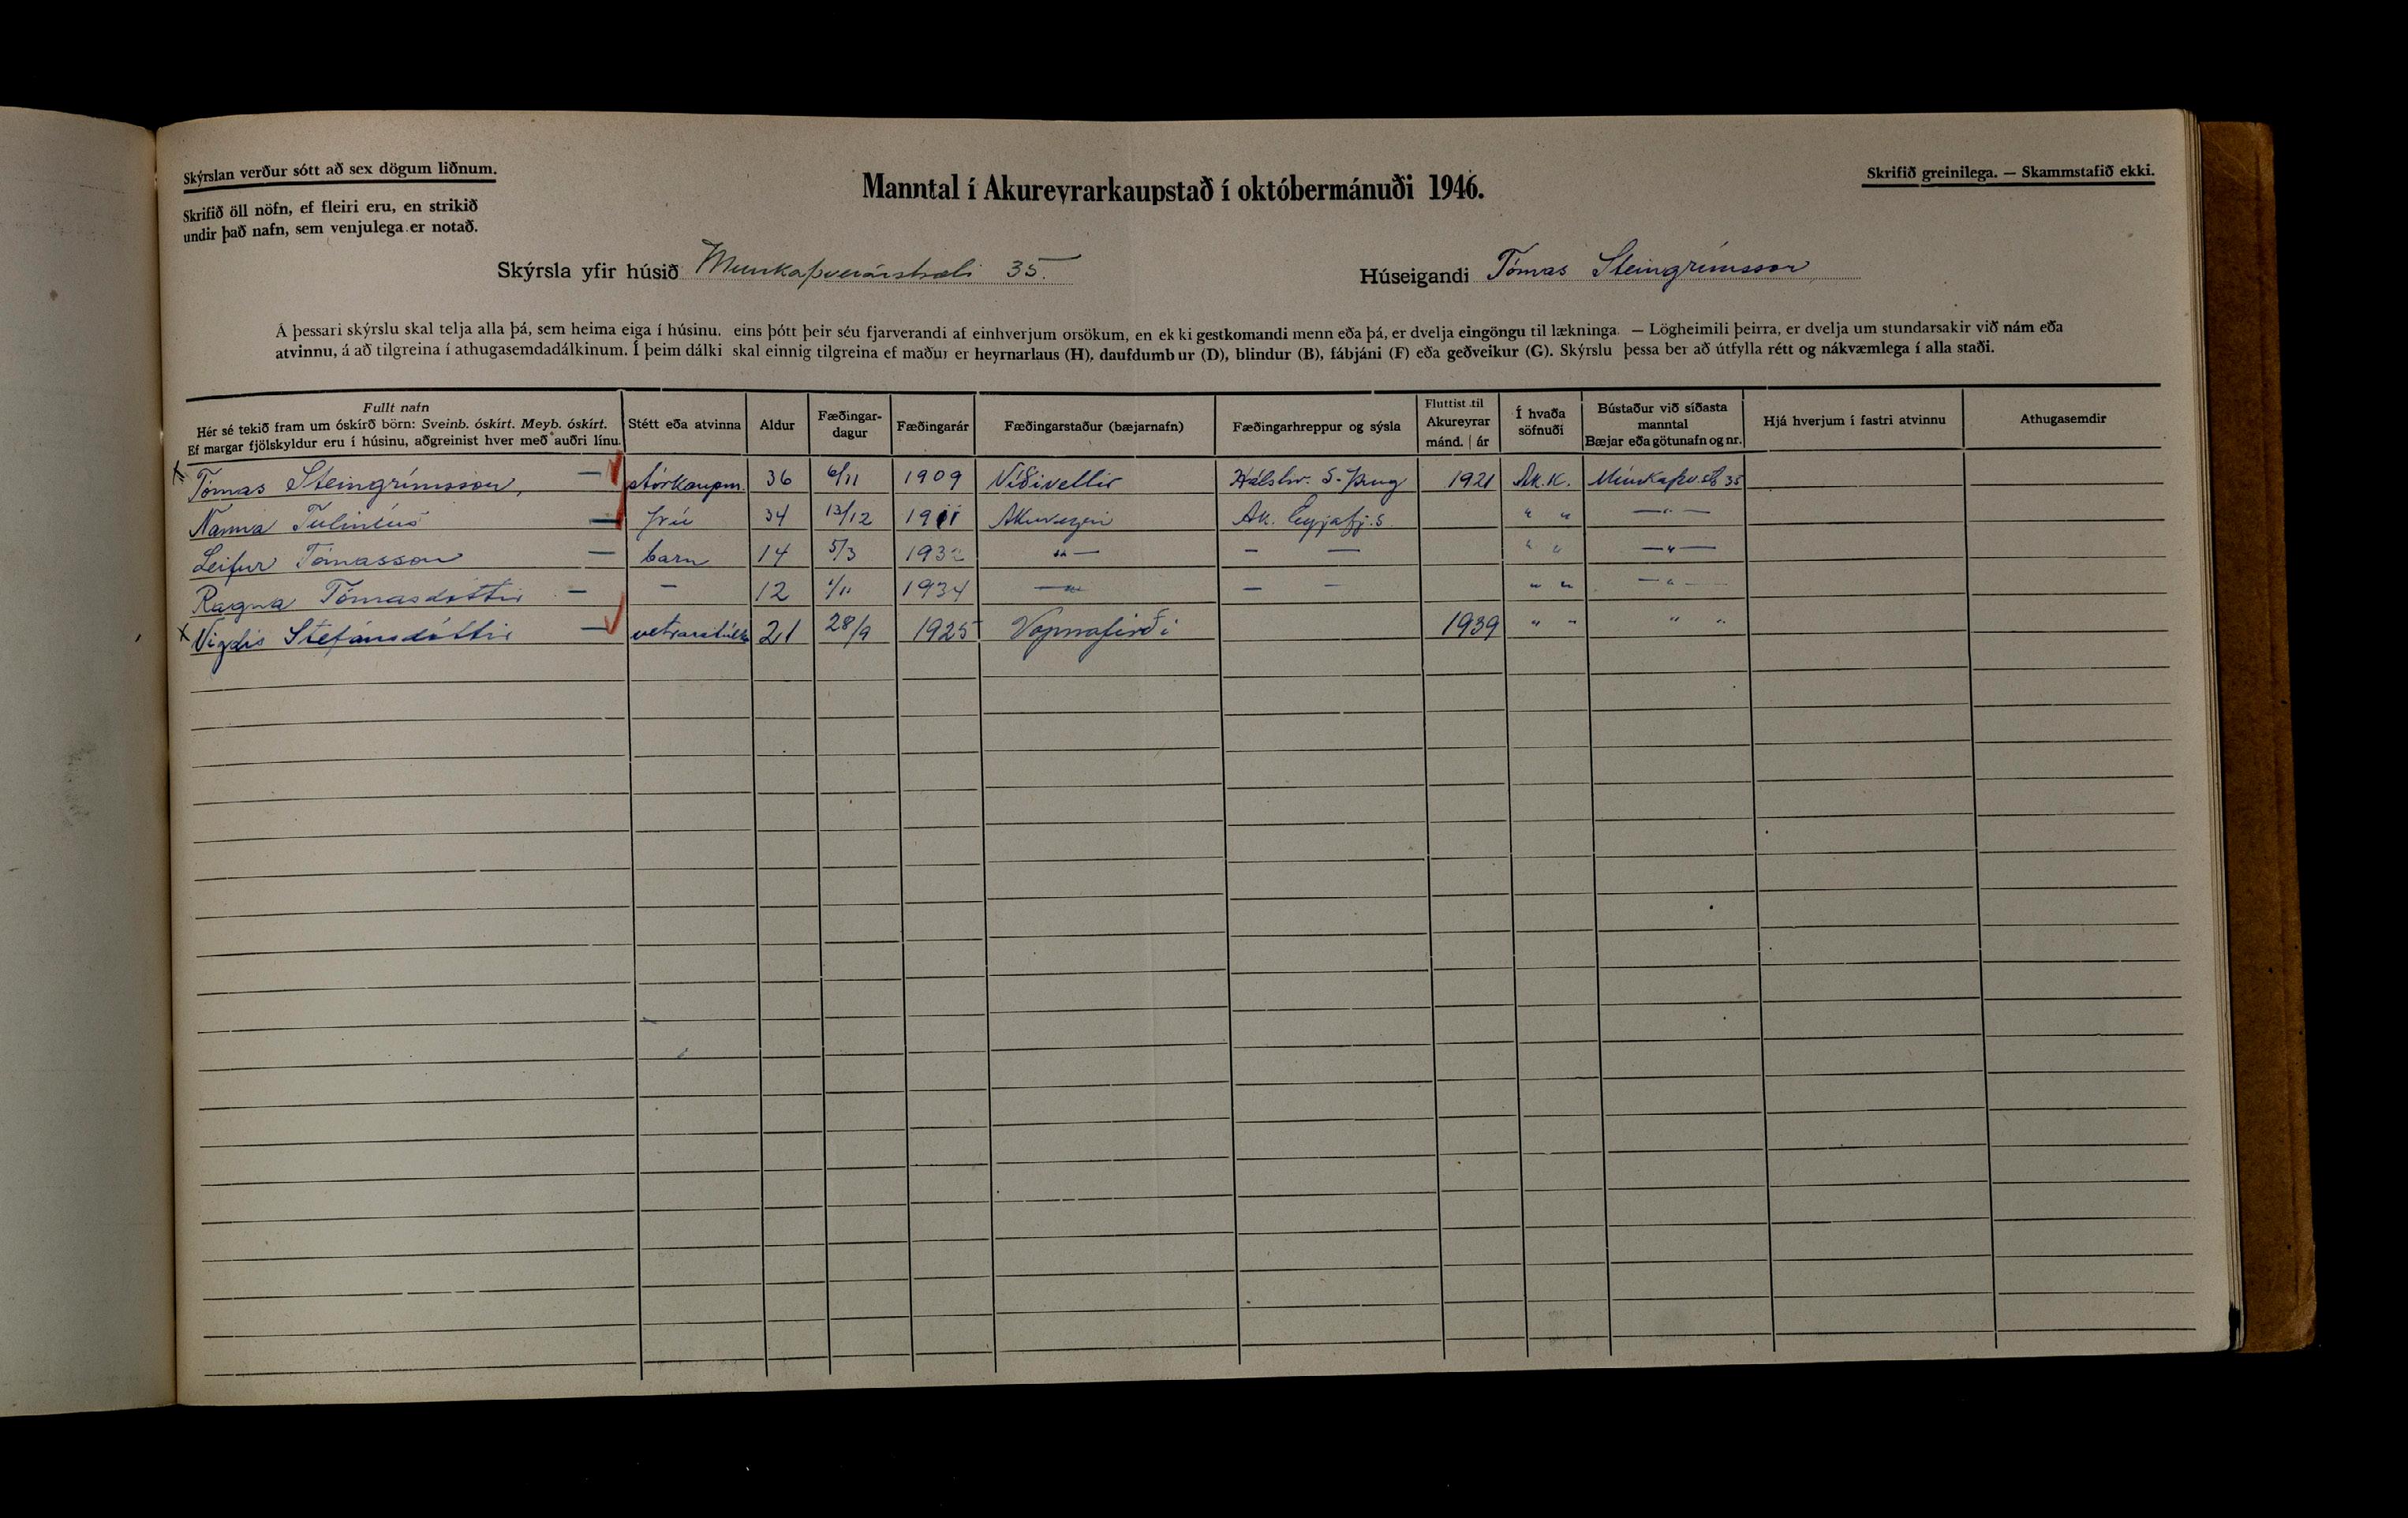 Skýrslan verður sótt að sex dögum liðnum.
Skrifið öll nöfn, ef fleiri eru, en strikið
undir það nafn, sem venjulega er notað.
Manntal í Akureyrarkaupstað í októbermánuði 1946.
Skrifið greinilega. — Skammstafið ekki.
Skýrsla yfir húsið Munkaþverárstræti 35.
Húseigandi Tómas Steingrímsson
Á þessari skýrslu skal telja alla þá, sem heima eiga í húsinu, eins þótt þeir séu fjarverandi af einhverjum orsökum, en ekki gestkomandi menn eða þá, er dvelja eingöngu til lækninga. — Lögheimili þeirra, er dvelja um stundarsakir við nám eða
atvinnu, á að tilgreina í athugasemdadálkinum. Í þeim dálki skal einnig tilgreina ef maður er heyrnarlaus (H), daufdumbur (D), blindur (B), fábjáni (F) eða geðveikur (G). Skýrslu þessa ber að útfylla rétt og nákvæmlega í alla staði.
Fullt nafn
Hér sé tekið fram um óskírð börn: Sveinb. óskírt. Meyb. óskírt.
Ef margar fjölskyldur eru í húsinu, aðgreinist hver með auðri línu.
Stétt eða atvinna
Aldur
Fæðingar-
dagur
Fæðingarár
Fæðingarstaður (bæjarnafn)
Fæðingarhreppur og sýsla
Fluttist til
Akureyrar
mánd. | ár
Í hvaða
söfnuði
Bústaður við síðasta
manntal
Bæjar eða götunafn og nr.
Hjá hverjum í fastri atvinnu
Athugasemdir
Tómas Steingrímsson, — stórkaupm. 36 6/11 1909 Víðivellir Hálshr. S-Þing 1921 Ak.K. Munkaþv.st 35
Nanna Tuliníus — frú 34 13/12 1911 Akureyri Ak. Eyjafj.s. " " —"—
Leifur Tómasson — barn 14 5/3 1932 —"— — — " " —"—
Ragna Tómasdóttir — — 12 1/11 1934 —"— — — " " —"—
Vigdís Stefánsdóttir — vetrarstúlka 21 28/9 1925 Vopnafirði 1939 " " " "